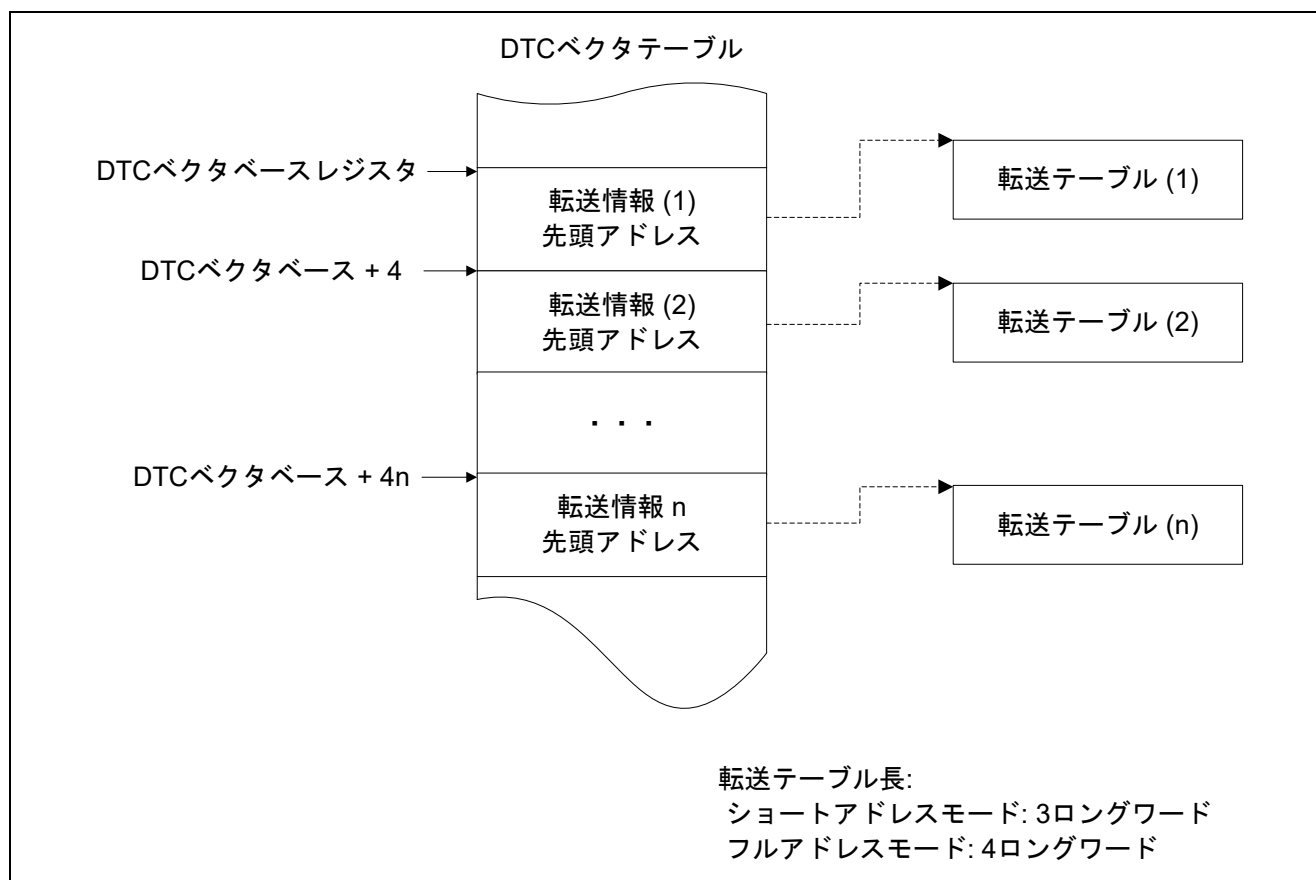 DTCベクタテーブル
DTCベクタベースレジスタ
転送情報 (1)
先頭アドレス
転送テーブル (1)
DTCベクタベース + 4
転送情報 (2)
先頭アドレス
転送テーブル (2)
・・・
DTCベクタベース + 4n
転送情報 n
先頭アドレス
転送テーブル (n)
転送テーブル長:
ショートアドレスモード: 3ロングワード
フルアドレスモード: 4ロングワード